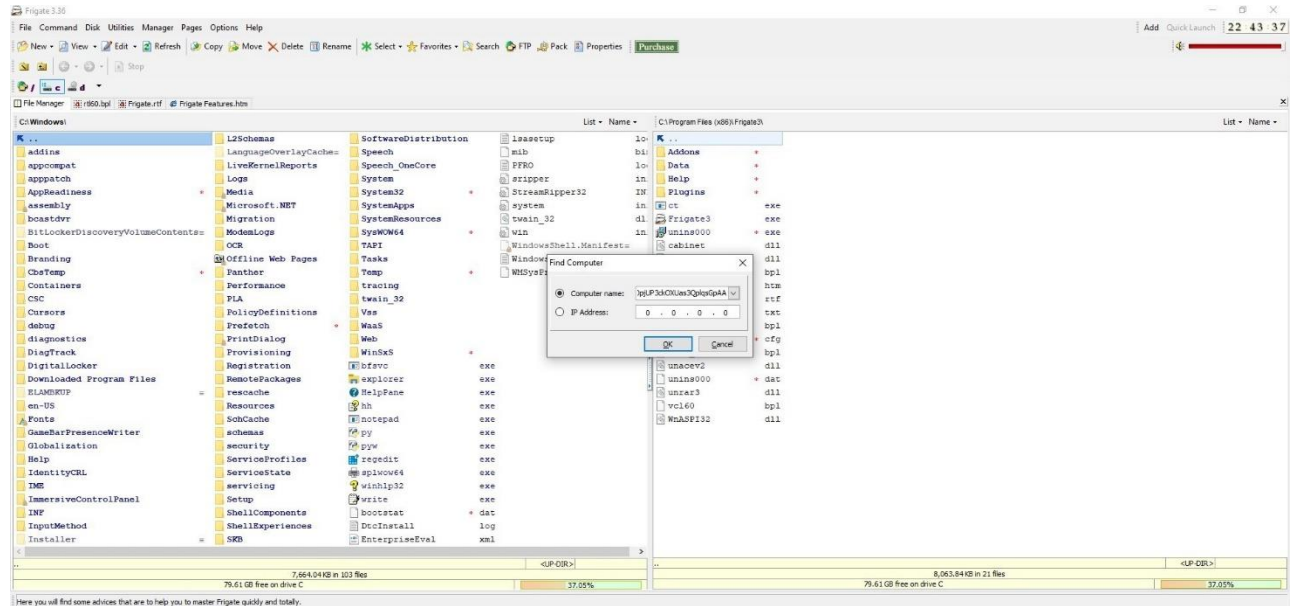 Frigate 3.36
File Command Disk Utilities Manager Pages Options Help
Add Quick Launch 22:43:37
New View Edit Refresh Copy Move Delete Rename Select Favorites Search FTP Pack Properties Purchase
Stop
/ c d
File Manager rtl60.bpl Frigate.rtf Frigate Features.htm
C:\Windows\ List Name
C:\Program Files (x86)\Frigate3\ List Name
..
addins
appcompat
apppatch
AppReadiness *
assembly
bcastdvr
BitLockerDiscoveryVolumeContents=
Boot
Branding
CbsTemp *
Containers
CSC
Cursors
debug
diagnostics
DiagTrack
DigitalLocker
Downloaded Program Files
ELAMBKUP =
en-US
Fonts
GameBarPresenceWriter
Globalization
Help
IdentityCRL
IME
ImmersiveControlPanel
INF
InputMethod
Installer =
L2Schemas
LanguageOverlayCache=
LiveKernelReports
Logs
Media
Microsoft.NET
Migration
ModemLogs
OCR
Offline Web Pages
Panther
Performance
PLA
PolicyDefinitions
Prefetch *
PrintDialog
Provisioning
Registration
RemotePackages
rescache
Resources
SchCache
schemas
security
ServiceProfiles
ServiceState
servicing
Setup
ShellComponents
ShellExperiences
SKB
SoftwareDistribution
Speech
Speech_OneCore
System
System32 *
SystemApps
SystemResources
SysWOW64 *
TAPI
Tasks
Temp *
tracing
twain_32
Vss
WaaS
Web
WinSxS *
bfsvc exe
explorer exe
HelpPane exe
hh exe
notepad exe
py exe
pyw exe
regedit exe
splwow64 exe
winhlp32 exe
write exe
bootstat * dat
DtcInstall log
EnterpriseEval xml
lsasetup lo
mib bi
PFRO lo
sripper in
StreamRipper32 IN
system in
twain_32 dl
win in
WindowsShell.Manifest=
Window
WMSysP
Find Computer
Computer name:
IP Address: 0 . 0 . 0 . 0
OK Cancel
..
Addons *
Data *
Help *
Plugins *
ct exe
Frigate3 exe
unins000 * exe
cabinet dll
dll
bpl
htm
rtf
txt
bpl
* cfg
bpl
unacev2 dll
unins000 * dat
unrar3 dll
vcl60 bpl
WnASPI32 dll
.. <UP-DIR>
7,664.04 KB in 103 files
79.61 GB free on drive C 37.05%
.. <UP-DIR>
8,063.84 KB in 21 files
79.61 GB free on drive C 37.05%
Here you will find some advices that are to help you to master Frigate quickly and totally.